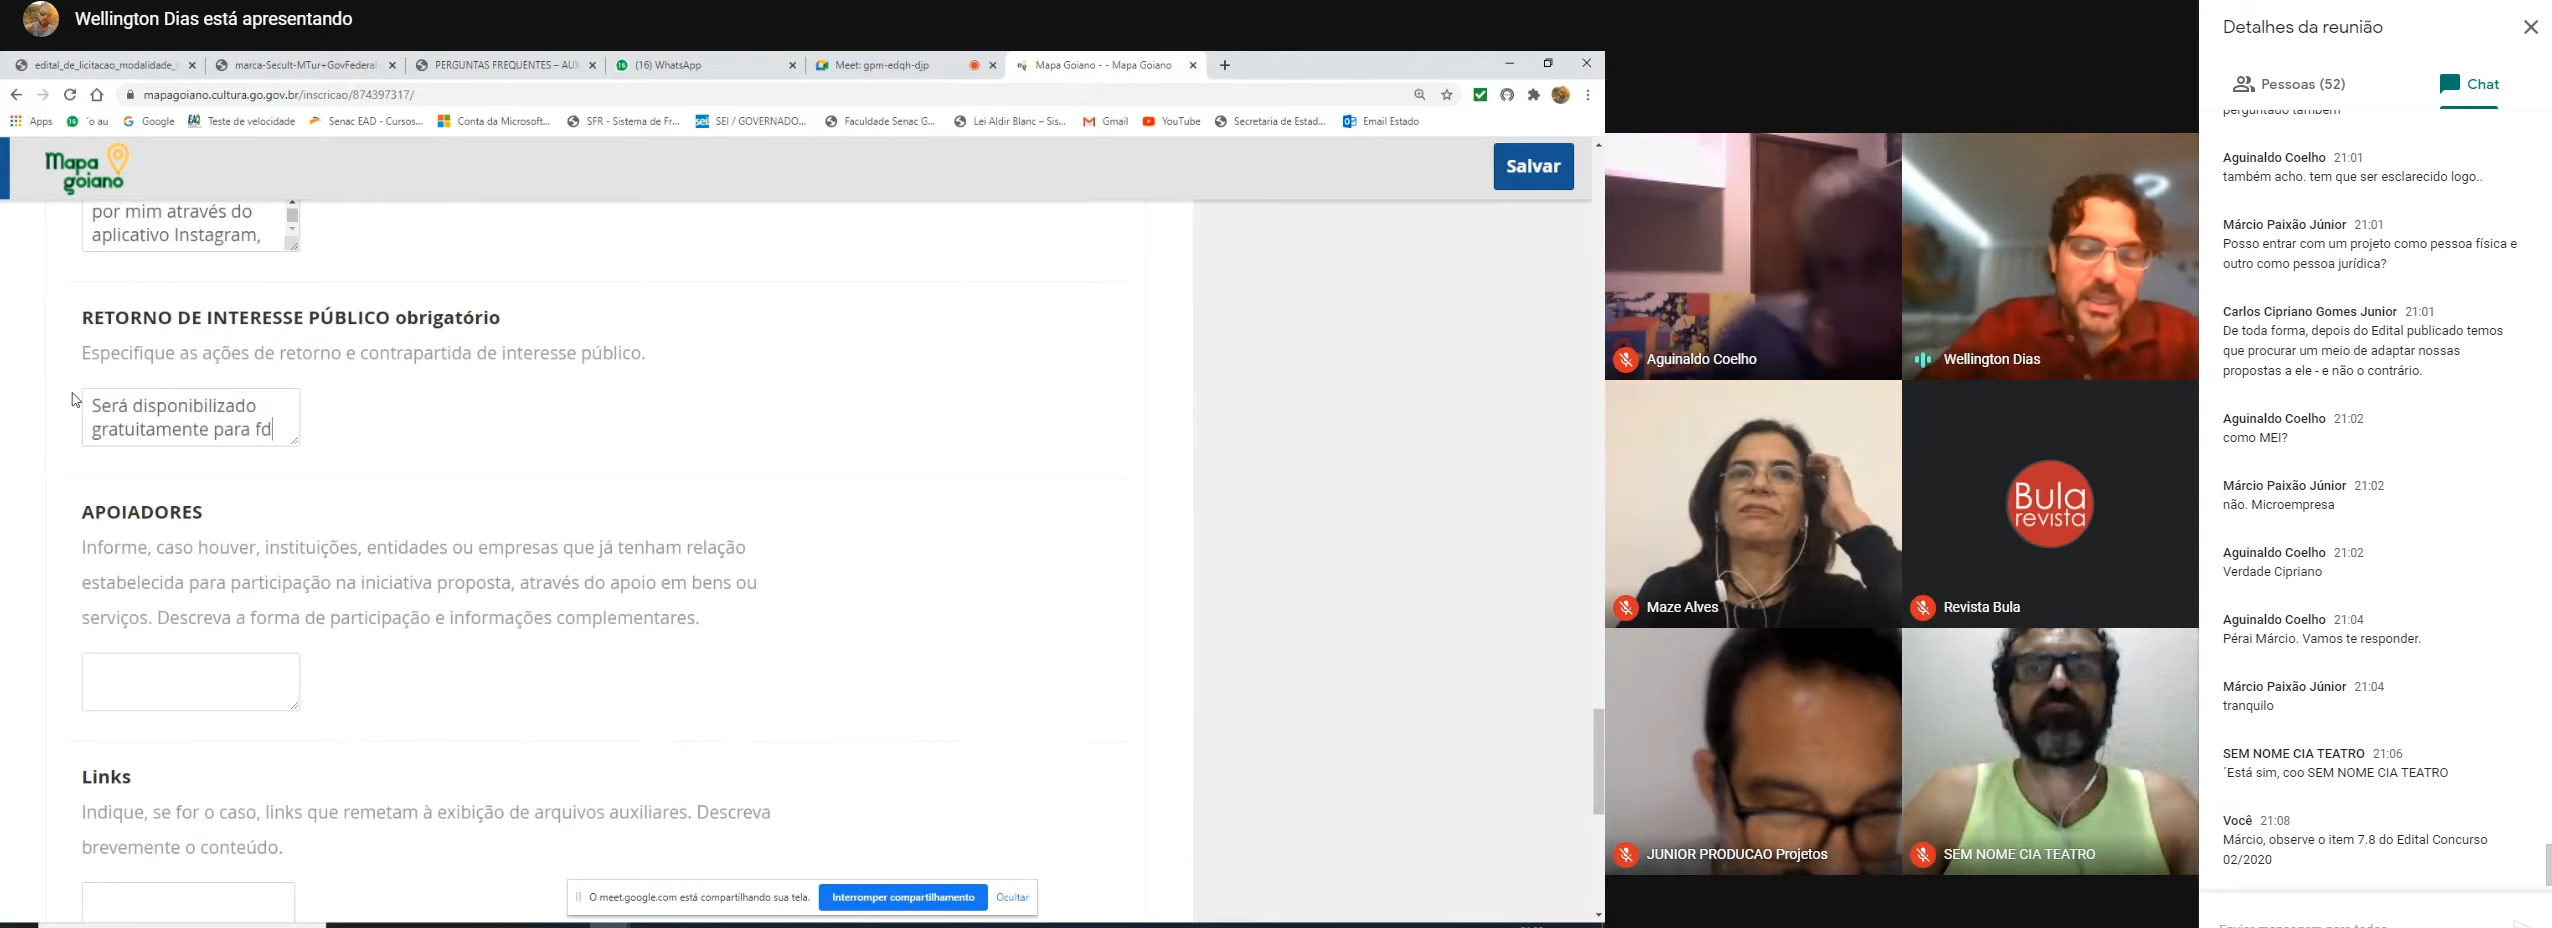 Wellington Dias está apresentando
edital_de_licitacao_modalidade_c
marca-Secult-MTur+GovFederal
PERGUNTAS FREQUENTES – AUX
(16) WhatsApp
Meet: gpm-edqh-djp
Mapa Goiano - - Mapa Goiano
mapagoiano.cultura.go.gov.br/inscricao/874397317/
Apps
´o au
Google
Teste de velocidade
Senac EAD - Cursos...
Conta da Microsoft...
SFR - Sistema de Fr...
SEI / GOVERNADO...
Faculdade Senac G...
Lei Aldir Blanc – Sis...
Gmail
YouTube
Secretaria de Estad...
Email Estado
Mapa
goiano
Salvar
por mim através do
aplicativo Instagram,
RETORNO DE INTERESSE PÚBLICO obrigatório
Especifique as ações de retorno e contrapartida de interesse público.
Será disponibilizado
gratuitamente para fd
APOIADORES
Informe, caso houver, instituições, entidades ou empresas que já tenham relação
estabelecida para participação na iniciativa proposta, através do apoio em bens ou
serviços. Descreva a forma de participação e informações complementares.
Links
Indique, se for o caso, links que remetam à exibição de arquivos auxiliares. Descreva
brevemente o conteúdo.
O meet.google.com está compartilhando sua tela.
Interromper compartilhamento
Ocultar
Aguinaldo Coelho
Wellington Dias
Maze Alves
Bula
revista
Revista Bula
JUNIOR PRODUCAO Projetos
SEM NOME CIA TEATRO
Detalhes da reunião
Pessoas (52)
Chat
perguntado também
Aguinaldo Coelho 21:01
também acho. tem que ser esclarecido logo..
Márcio Paixão Júnior 21:01
Posso entrar com um projeto como pessoa física e
outro como pessoa jurídica?
Carlos Cipriano Gomes Junior 21:01
De toda forma, depois do Edital publicado temos
que procurar um meio de adaptar nossas
propostas a ele - e não o contrário.
Aguinaldo Coelho 21:02
como MEI?
Márcio Paixão Júnior 21:02
não. Microempresa
Aguinaldo Coelho 21:02
Verdade Cipriano
Aguinaldo Coelho 21:04
Pérai Márcio. Vamos te responder.
Márcio Paixão Júnior 21:04
tranquilo
SEM NOME CIA TEATRO 21:06
´Está sim, coo SEM NOME CIA TEATRO
Você 21:08
Márcio, observe o item 7.8 do Edital Concurso
02/2020